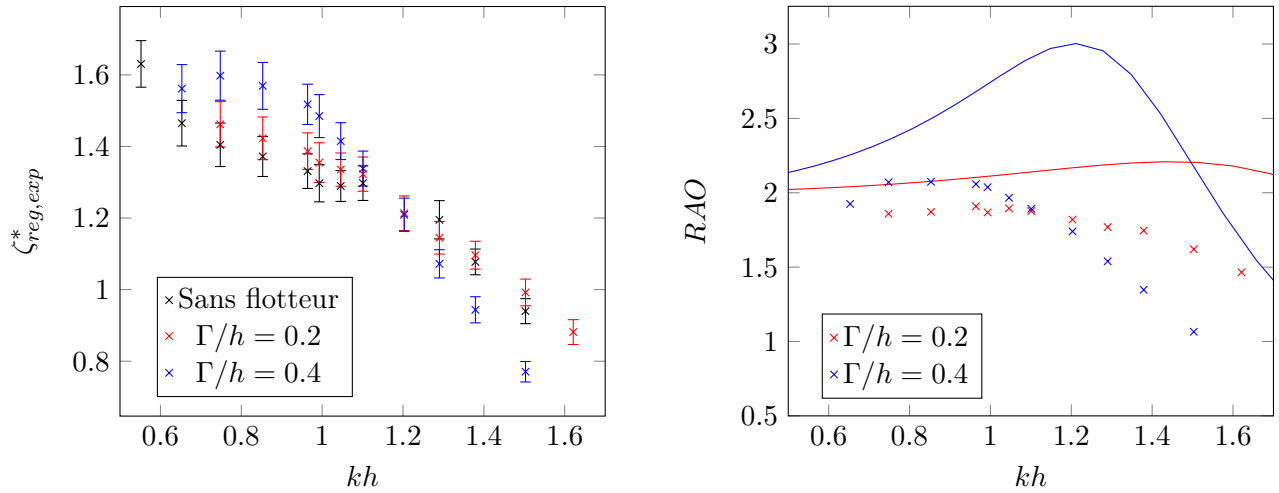 1.6
1.4
1.2
1
0.8
ζ*reg,exp
0.6 0.8 1 1.2 1.4 1.6
kh
Sans flotteur
Γ/h = 0.2
Γ/h = 0.4
3
2.5
2
1.5
1
0.5
RAO
0.6 0.8 1 1.2 1.4 1.6
kh
Γ/h = 0.2
Γ/h = 0.4